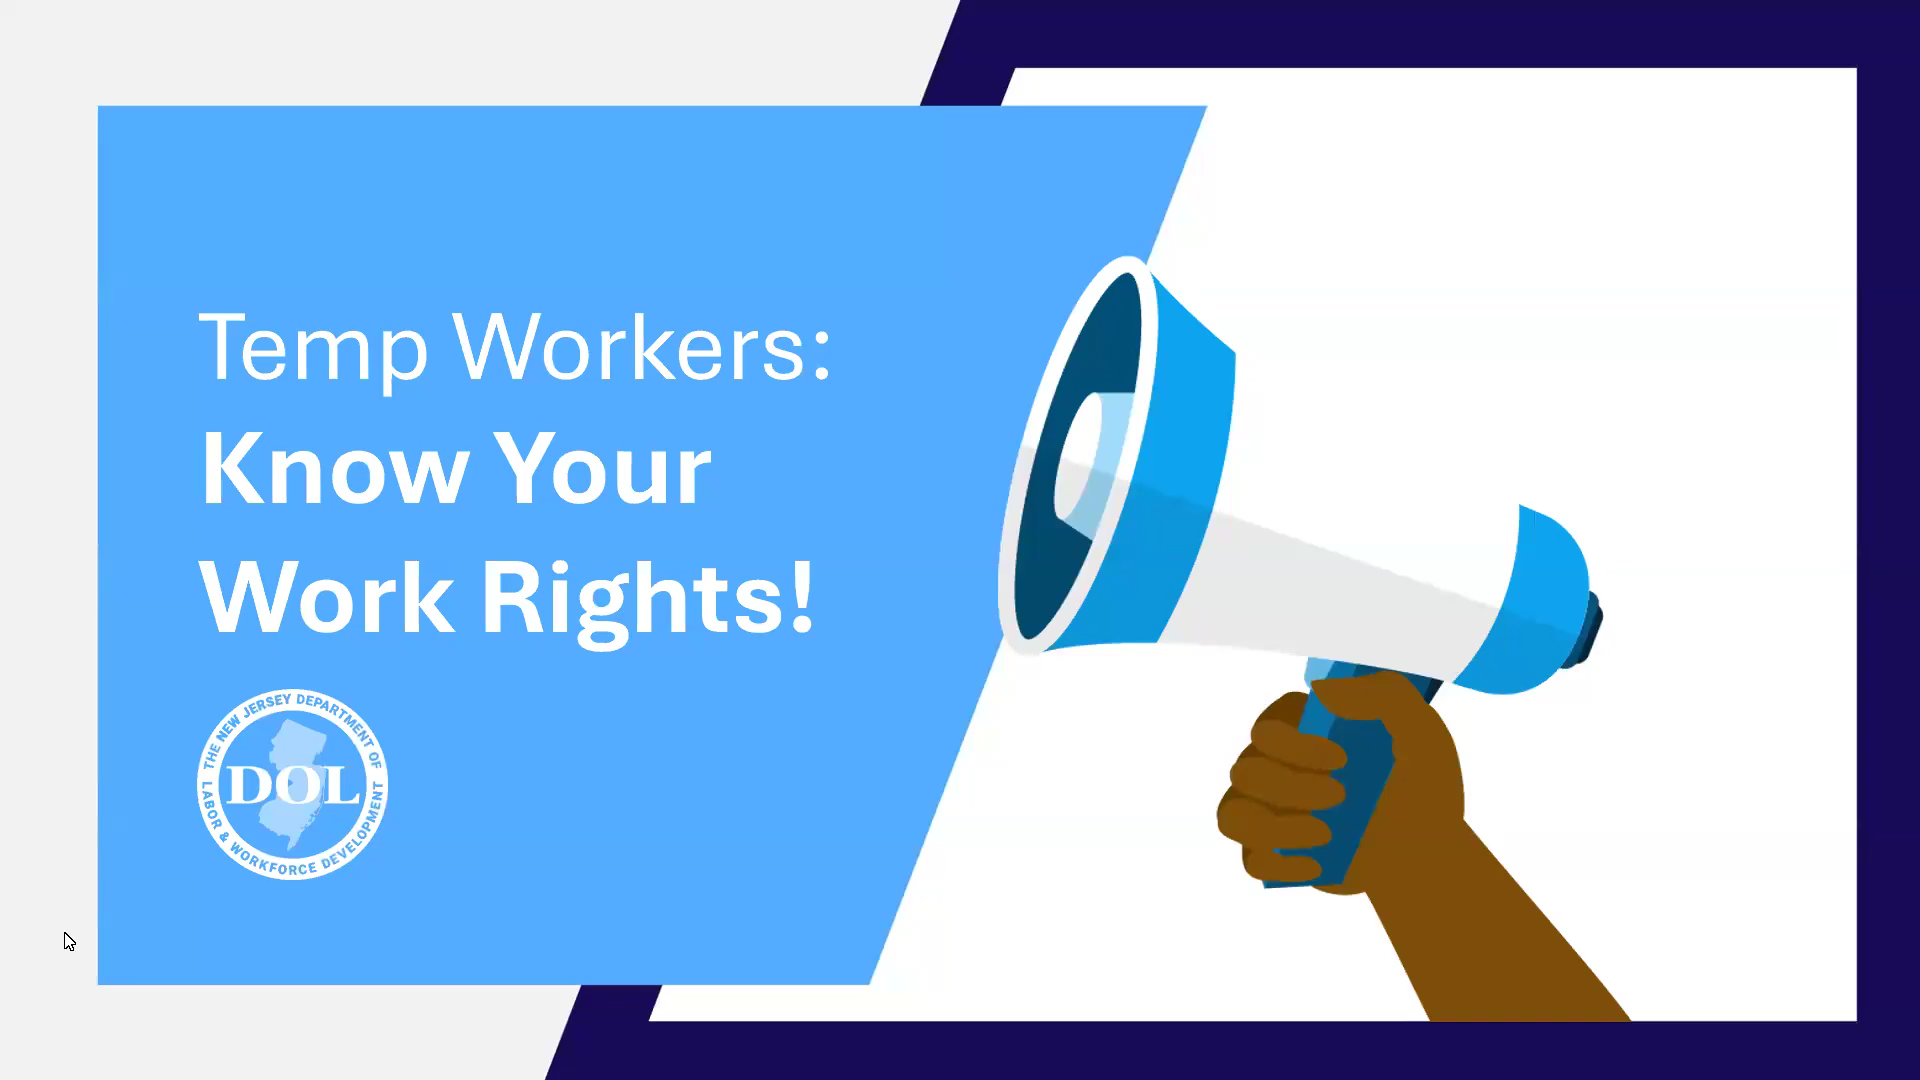 Temp Workers:
Know Your
Work Rights!
THE NEW JERSEY DEPARTMENT OF
DOL
LABOR & WORKFORCE DEVELOPMENT